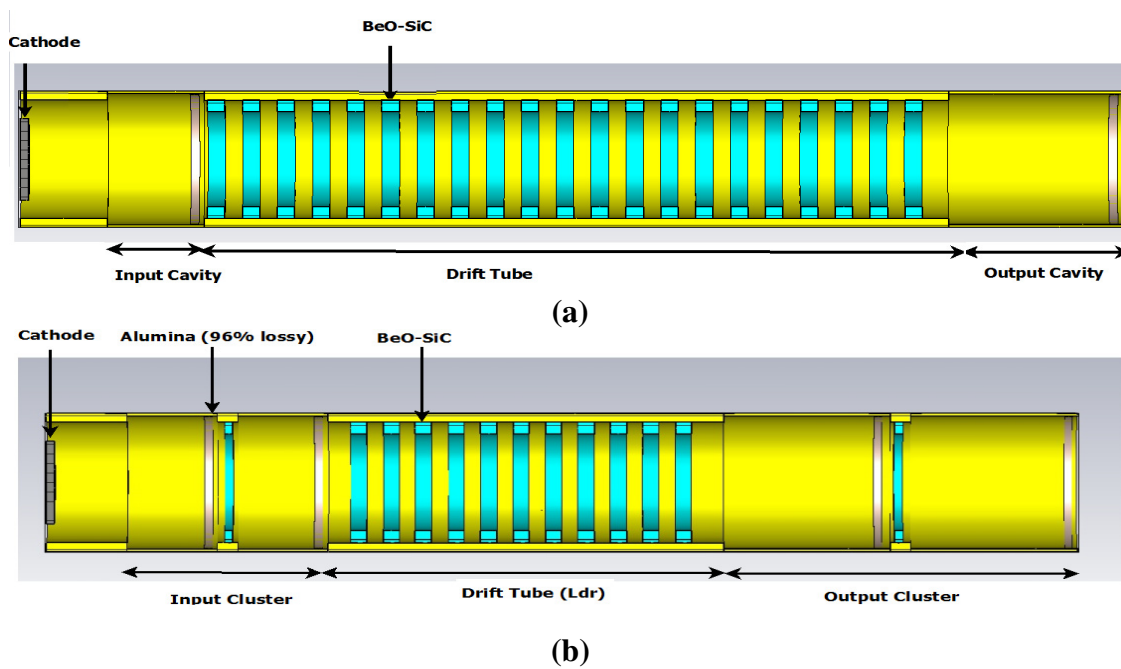 BeO-SiC
Cathode
Input Cavity
Drift Tube
Output Cavity
(a)
Cathode
Alumina (96% lossy)
BeO-SiC
Input Cluster
Drift Tube (Ldr)
Output Cluster
(b)